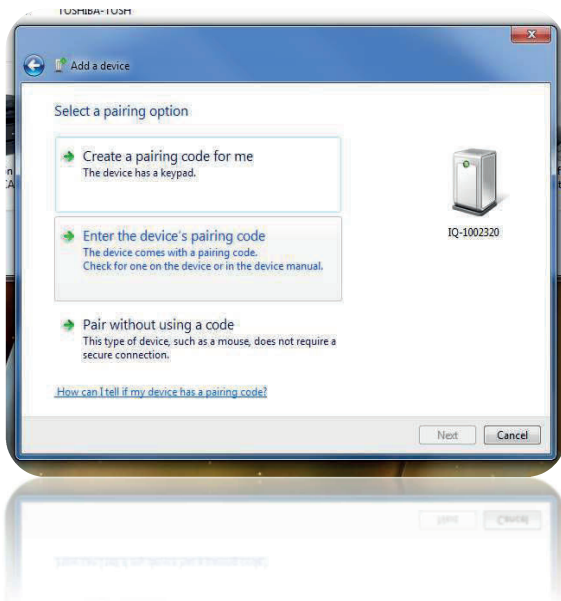 TOSHIBA-TOSH
Add a device
Select a pairing option
Create a pairing code for me
The device has a keypad.
Enter the device's pairing code
The device comes with a pairing code.
Check for one on the device or in the device manual.
IQ-1002320
Pair without using a code
This type of device, such as a mouse, does not require a
secure connection.
How can I tell if my device has a pairing code?
Next Cancel